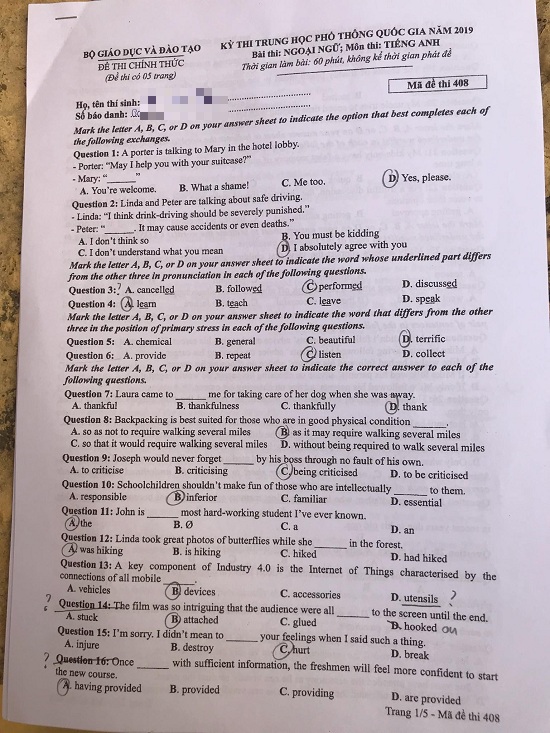 BỘ GIÁO DỤC VÀ ĐÀO TẠO
ĐỀ THI CHÍNH THỨC
(Đề thi có 05 trang)
KỲ THI TRUNG HỌC PHỔ THÔNG QUỐC GIA NĂM 2019
Bài thi: NGOẠI NGỮ; Môn thi: TIẾNG ANH
Thời gian làm bài: 60 phút, không kể thời gian phát đề
Mã đề thi 408
Họ, tên thí sinh:
Số báo danh:
Mark the letter A, B, C, or D on your answer sheet to indicate the option that best completes each of
the following exchanges.
Question 1: A porter is talking to Mary in the hotel lobby.
- Porter: “May I help you with your suitcase?”
- Mary: “______”
A. You're welcome. B. What a shame! C. Me too. D. Yes, please.
Question 2: Linda and Peter are talking about safe driving.
- Linda: “I think drink-driving should be severely punished.”
- Peter: “______. It may cause accidents or even deaths.”
A. I don't think so B. You must be kidding
C. I don't understand what you mean D. I absolutely agree with you
Mark the letter A, B, C, or D on your answer sheet to indicate the word whose underlined part differs
from the other three in pronunciation in each of the following questions.
Question 3: ? A. cancelled B. followed C. performed D. discussed
Question 4: A. learn B. teach C. leave D. speak
Mark the letter A, B, C, or D on your answer sheet to indicate the word that differs from the other
three in the position of primary stress in each of the following questions.
Question 5: A. chemical B. general C. beautiful D. terrific
Question 6: A. provide B. repeat C. listen D. collect
Mark the letter A, B, C, or D on your answer sheet to indicate the correct answer to each of the
following questions.
Question 7: Laura came to ______ me for taking care of her dog when she was away.
A. thankful B. thankfulness C. thankfully D. thank
Question 8: Backpacking is best suited for those who are in good physical condition ______.
A. so as not to require walking several miles B. as it may require walking several miles
C. so that it would require walking several miles D. without being required to walk several miles
Question 9: Joseph would never forget ______ by his boss through no fault of his own.
A. to criticise B. criticising C. being criticised D. to be criticised
Question 10: Schoolchildren shouldn't make fun of those who are intellectually ______ to them.
A. responsible B. inferior C. familiar D. essential
Question 11: John is ______ most hard-working student I've ever known.
A. the B. Ø C. a D. an
Question 12: Linda took great photos of butterflies while she ______ in the forest.
A. was hiking B. is hiking C. hiked D. had hiked
Question 13: A key component of Industry 4.0 is the Internet of Things characterised by the
connections of all mobile ______.
A. vehicles B. devices C. accessories D. utensils ?
? Question 14: The film was so intriguing that the audience were all ______ to the screen until the end.
A. stuck B. attached C. glued D. hooked on
Question 15: I'm sorry. I didn't mean to ______ your feelings when I said such a thing.
A. injure B. destroy C. hurt D. break
? Question 16: Once ______ with sufficient information, the freshmen will feel more confident to start
the new course.
A. having provided B. provided C. providing D. are provided
Trang 1/5 - Mã đề thi 408